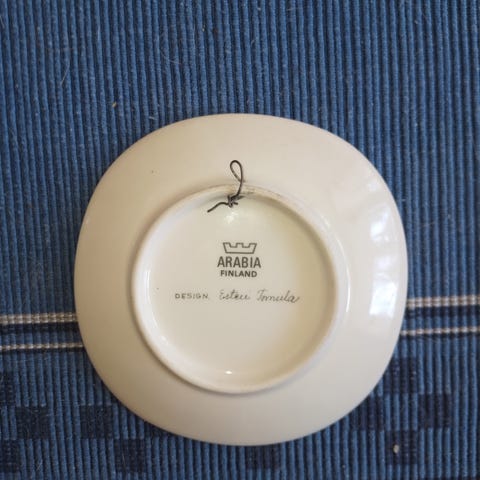 ARABIA
FINLAND
DESIGN. Esteri Tomula